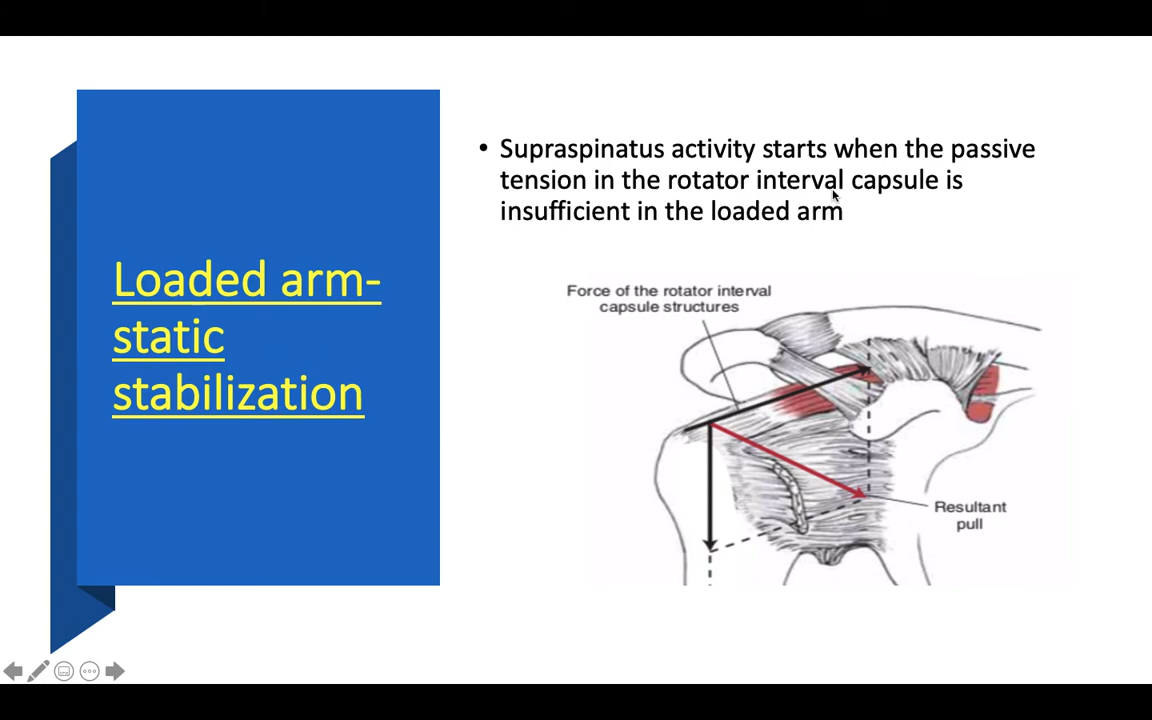 Loaded arm-
static
stabilization
• Supraspinatus activity starts when the passive
tension in the rotator interval capsule is
insufficient in the loaded arm
Force of the rotator interval
capsule structures
Resultant
pull